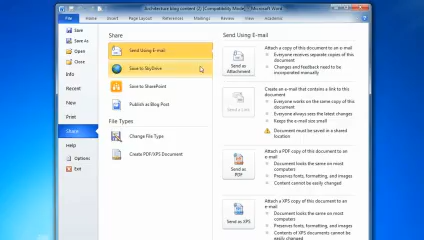 Architecture blog content (2) [Compatibility Mode] - Microsoft Word
File Home Insert Page Layout References Mailings Review View Acrobat
Save
Save As
Open
Close
Info
Recent
New
Print
Share
Help
Options
Exit
Share
Send Using E-mail
Save to SkyDrive
Save to SharePoint
Publish as Blog Post
File Types
Change File Type
Create PDF/XPS Document
Send Using E-mail
Send as
Attachment
Attach a copy of this document to an e-mail
Everyone receives separate copies of this document
Changes and feedback need to be incorporated manually
Send a
Link
Create an e-mail that contains a link to this document
Everyone works on the same copy of this document
Everyone always sees the latest changes
Keeps the e-mail size small
Document must be saved in a shared location
Send as
PDF
Attach a PDF copy of this document to an e-mail
Document looks the same on most computers
Preserves fonts, formatting, and images
Content cannot be easily changed
Send as XPS
Attach a XPS copy of this document to an e-mail
Document looks the same on most computers
Preserves fonts, formatting, and images
Contents of XPS documents cannot be easily changed